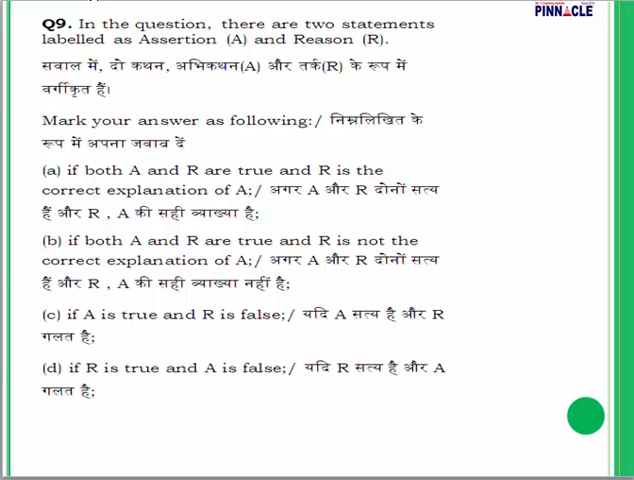 Q9. In the question, there are two statements
labelled as Assertion (A) and Reason (R).
सवाल में, दो कथन, अभिकथन(A) और तर्क(R) के रूप में
वर्गीकृत हैं।
Mark your answer as following:/ निम्नलिखित के
रूप में अपना जवाब दें
(a) if both A and R are true and R is the
correct explanation of A;/ अगर A और R दोनों सत्य
हैं और R , A की सही व्याख्या है;
(b) if both A and R are true and R is not the
correct explanation of A;/ अगर A और R दोनों सत्य
हैं और R , A की सही व्याख्या नहीं है;
(c) if A is true and R is false;/ यदि A सत्य है और R
गलत है;
(d) if R is true and A is false;/ यदि R सत्य है और A
गलत है;
PINNACLE